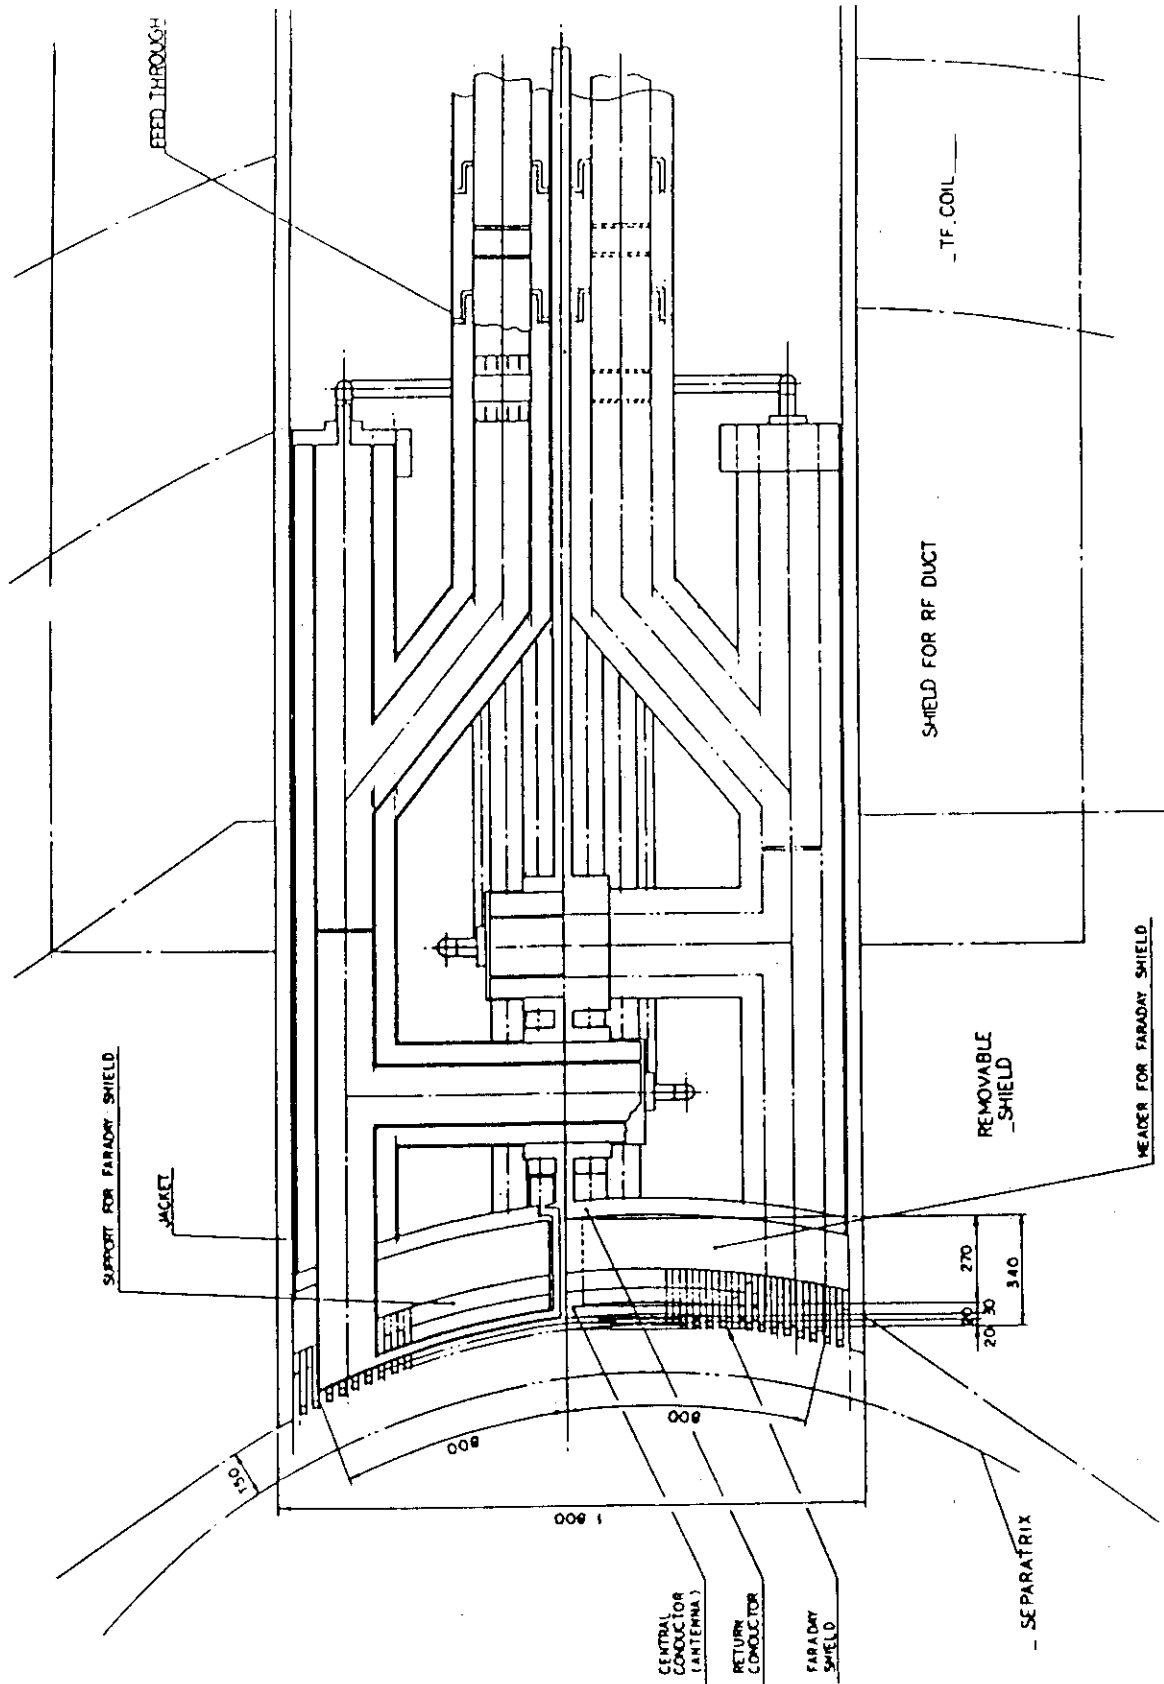 FEED THROUGH
TF. COIL
SHIELD FOR RF DUCT
SUPPORT FOR FARADAY SHIELD
JACKET
REMOVABLE
SHIELD
HEADER FOR FARADAY SHIELD
270
340
20
30
20
150
800
800
1 800
CENTRAL
CONDUCTOR
(ANTENNA)
RETURN
CONDUCTOR
FARADAY
SHIELD
SEPARATRIX